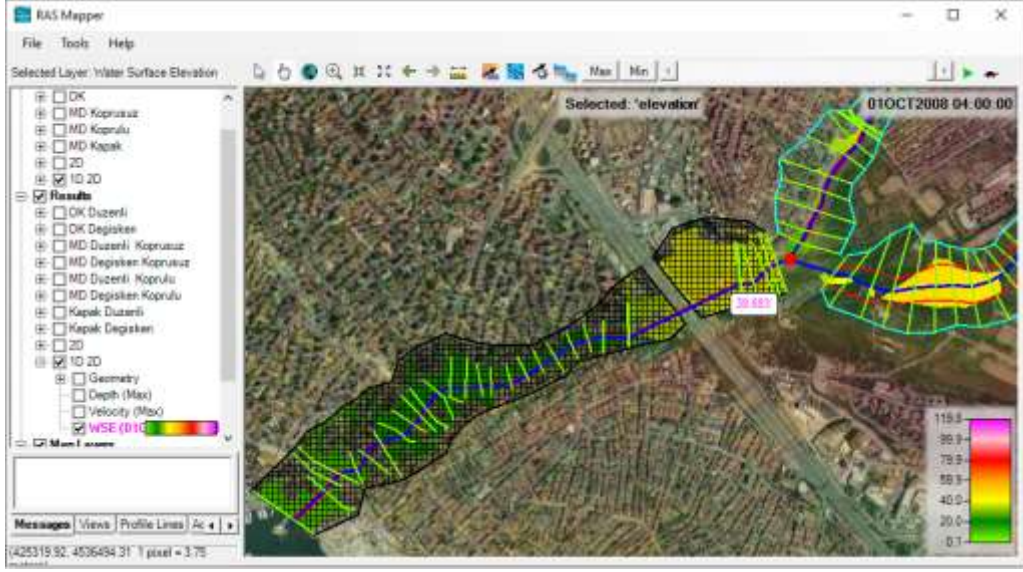 RAS Mapper
File Tools Help
Selected Layer: 'Water Surface Elevation'
Max Min
DK
MD Koprusuz
MD Koprulu
MD Kapak
2D
1D 2D
Results
DK Duzenli
DK Degisken
MD Duzenli Koprusuz
MD Degisken Koprusuz
MD Duzenli Koprulu
MD Degisken Koprulu
Kapak Duzenli
Kapak Degisken
2D
1D 2D
Geometry
Depth (Max)
Velocity (Max)
WSE (01O
Map Layers
Messages Views Profile Lines Ac
(425319.92, 4536494.31 1 pixel = 3.75
Selected: 'elevation'
01OCT2008 04:00:00
39.9
40.0
20.0
0.1